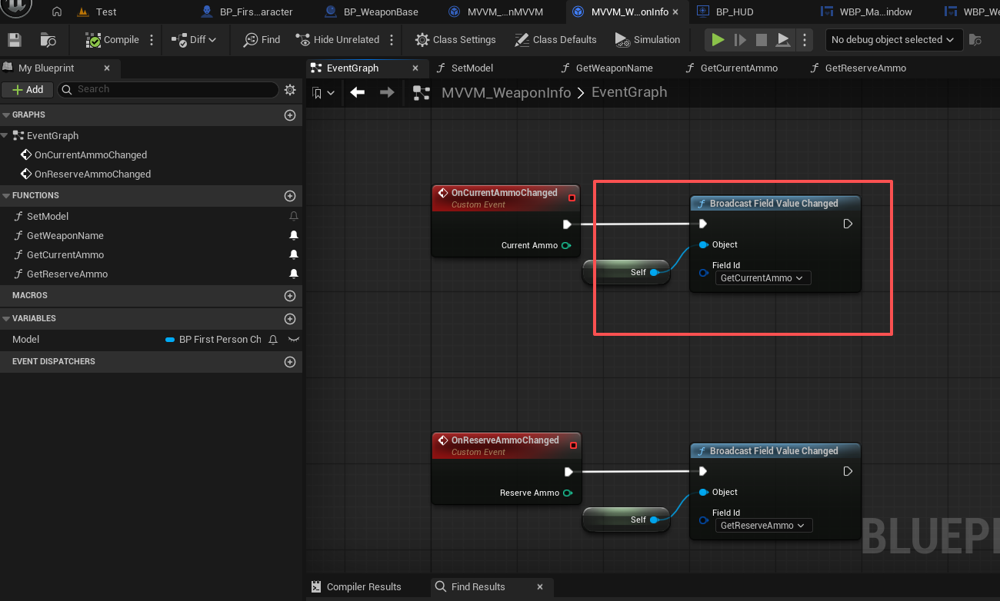 Test
BP_Firs...aracter
BP_WeaponBase
MVVM_...nMVVM
MVVM_W...onInfo
BP_HUD
WBP_Ma...indow
WBP_We
Compile
Diff
Find
Hide Unrelated
Class Settings
Class Defaults
Simulation
No debug object selected
My Blueprint
EventGraph
SetModel
GetWeaponName
GetCurrentAmmo
GetReserveAmmo
Add
Search
MVVM_WeaponInfo
EventGraph
GRAPHS
EventGraph
OnCurrentAmmoChanged
OnReserveAmmoChanged
FUNCTIONS
SetModel
GetWeaponName
GetCurrentAmmo
GetReserveAmmo
MACROS
VARIABLES
Model
BP First Person Ch
EVENT DISPATCHERS
OnCurrentAmmoChanged
Custom Event
Current Ammo
Self
Broadcast Field Value Changed
Object
Field Id
GetCurrentAmmo
OnReserveAmmoChanged
Custom Event
Reserve Ammo
Self
Broadcast Field Value Changed
Object
Field Id
GetReserveAmmo
BLUEPI
Compiler Results
Find Results